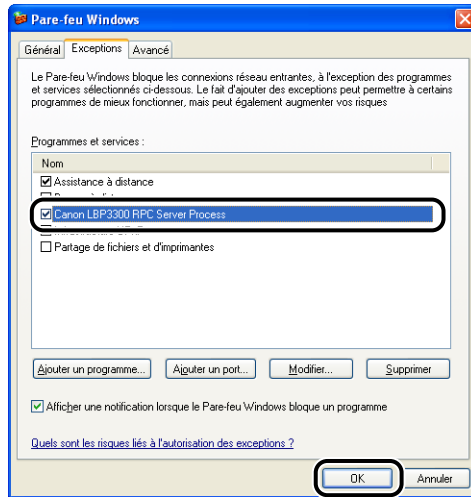 Pare-feu Windows
Général Exceptions Avancé
Le Pare-feu Windows bloque les connexions réseau entrantes, à l'exception des programmes
et services sélectionnés ci-dessous. Le fait d'ajouter des exceptions peut permettre à certains
programmes de mieux fonctionner, mais peut également augmenter vos risques
Programmes et services :
Nom
Assistance à distance
Canon LBP3300 RPC Server Process
Partage de fichiers et d'imprimantes
Ajouter un programme... Ajouter un port... Modifier... Supprimer
Afficher une notification lorsque le Pare-feu Windows bloque un programme
Quels sont les risques liés à l'autorisation des exceptions ?
OK Annuler